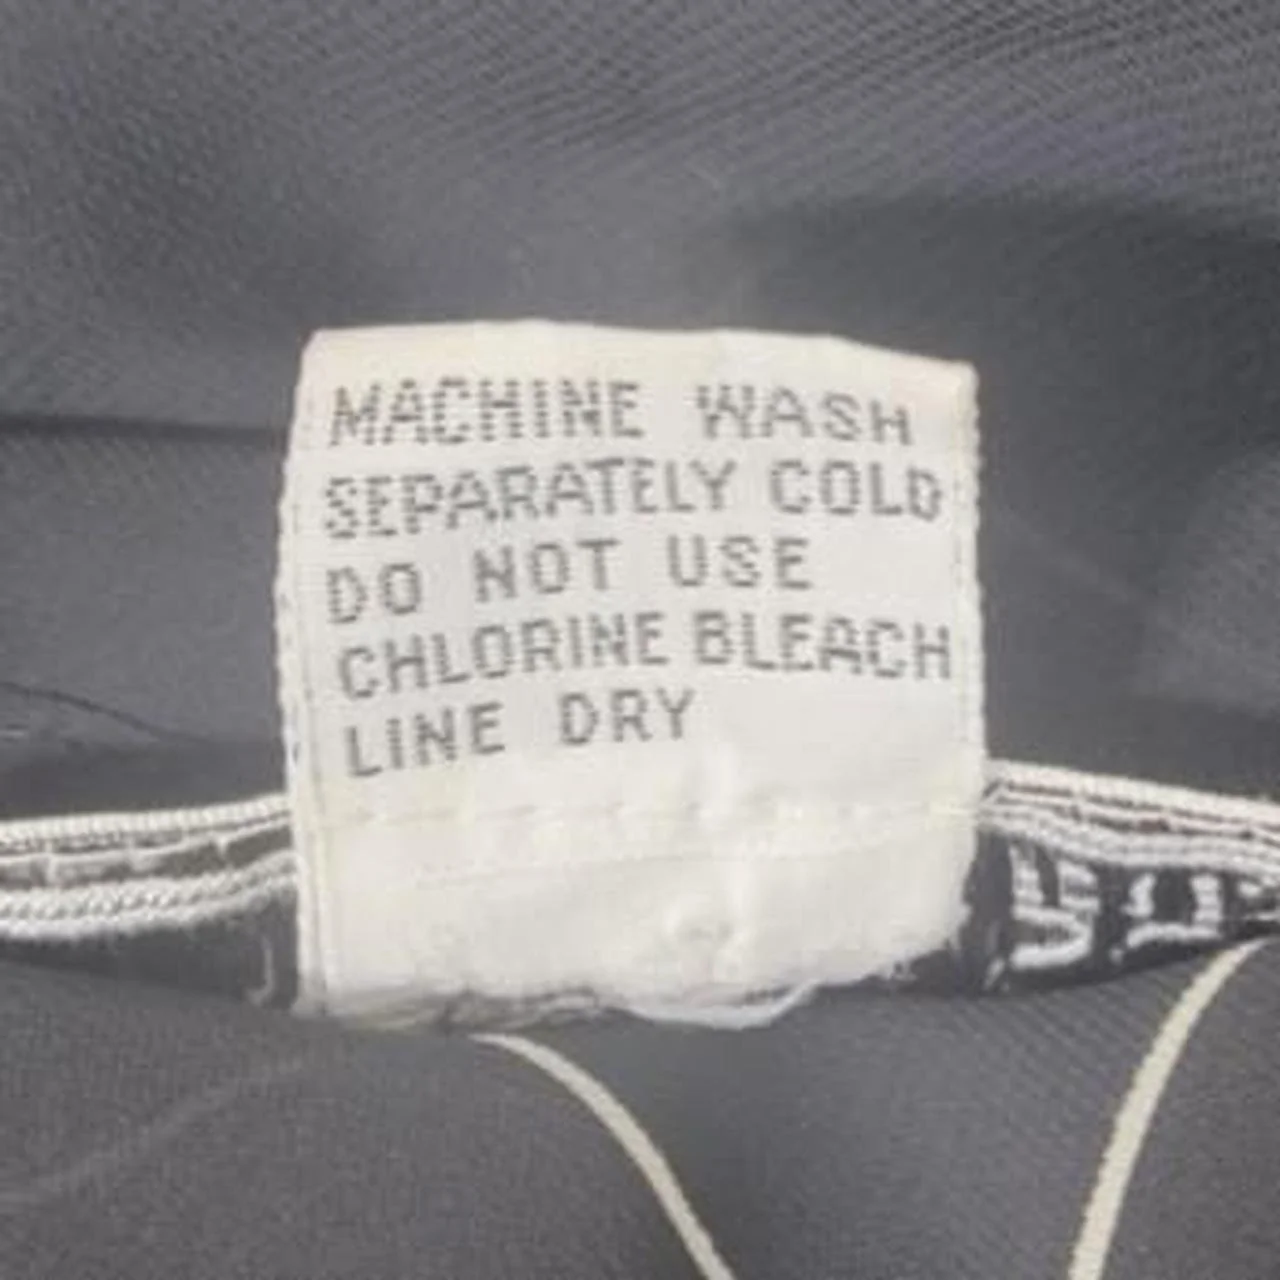 MACHINE WASH
SEPARATELY COLD
DO NOT USE
CHLORINE BLEACH
LINE DRY